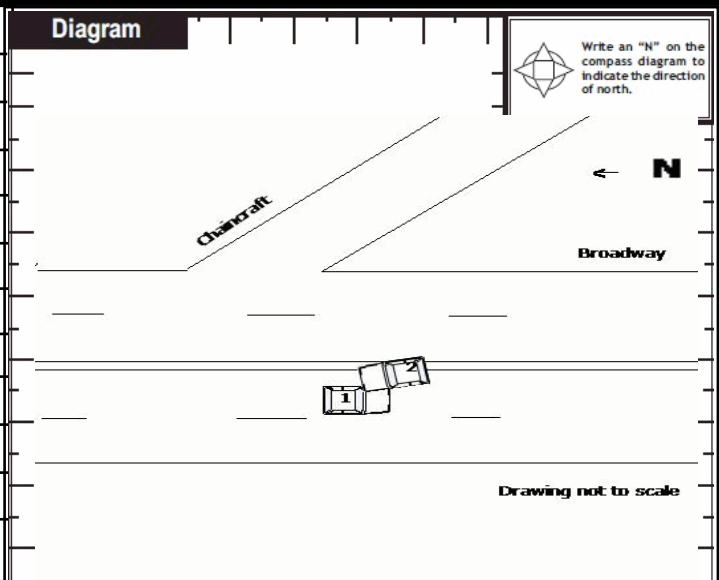 Diagram
Write an "N" on the
compass diagram to
indicate the direction
of north.
N
Chaincraft
Broadway
2
1
Drawing not to scale